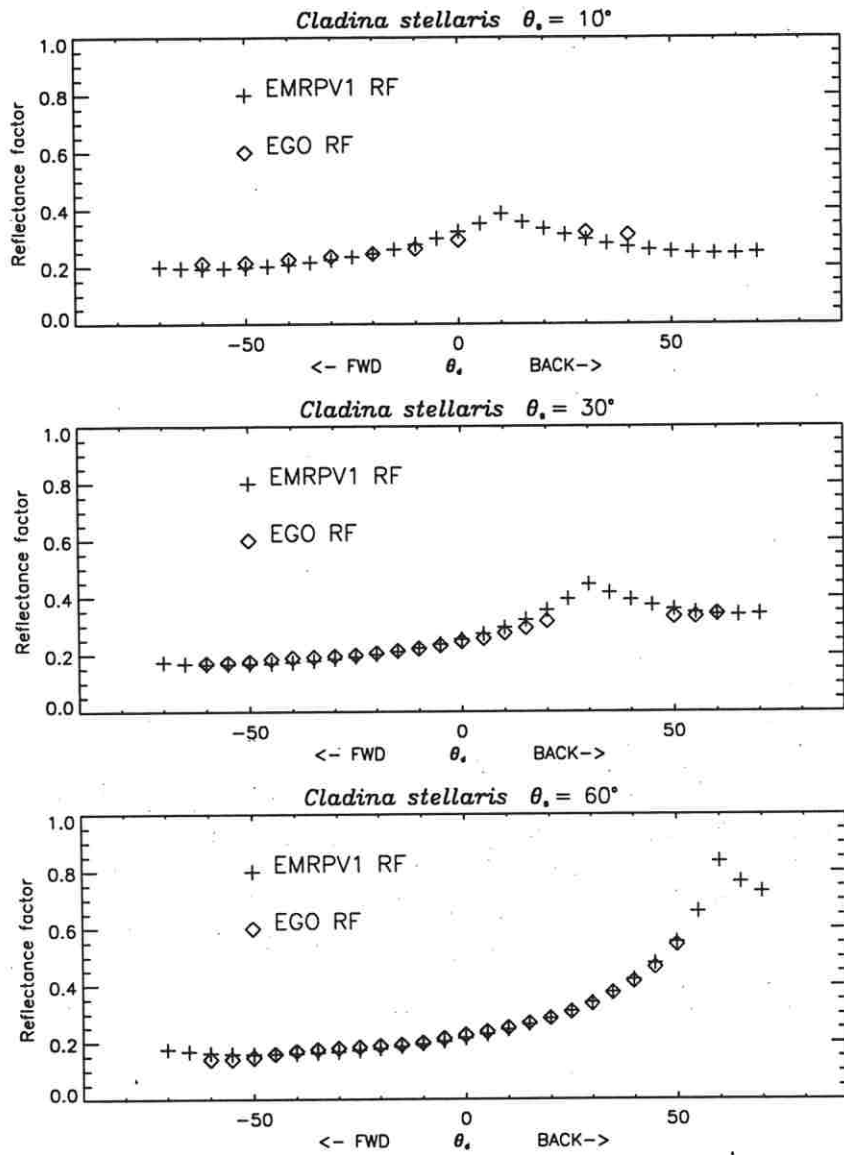 Cladina stellaris θₛ = 10°
1.0
0.8
0.6
0.4
0.2
0.0
Reflectance factor
+ EMRPV1 RF
◇ EGO RF
−50 0 50
<− FWD θ_d BACK−>
Cladina stellaris θₛ = 30°
1.0
0.8
0.6
0.4
0.2
0.0
Reflectance factor
+ EMRPV1 RF
◇ EGO RF
−50 0 50
<− FWD θ_d BACK−>
Cladina stellaris θₛ = 60°
1.0
0.8
0.6
0.4
0.2
0.0
Reflectance factor
+ EMRPV1 RF
◇ EGO RF
−50 0 50
<− FWD θ_d BACK−>